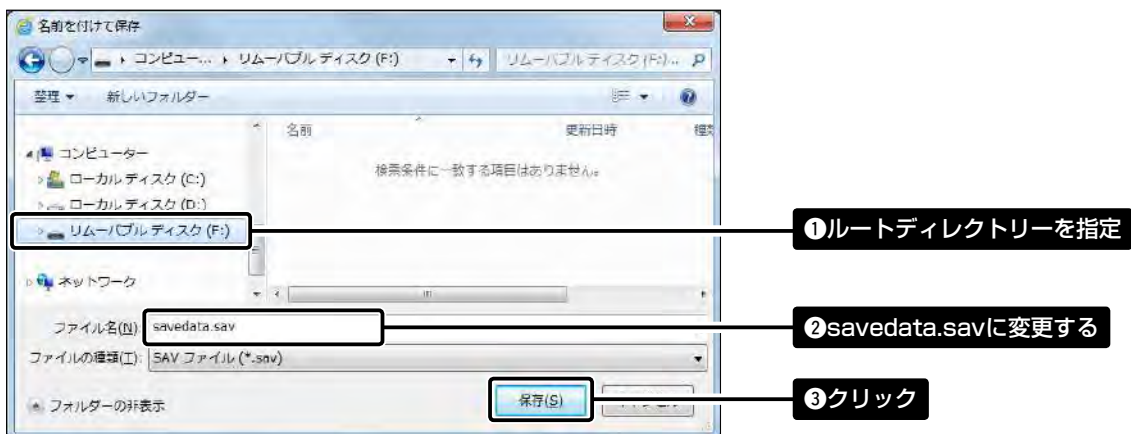 名前を付けて保存
コンピュー... リムーバブル ディスク (F:) リムーバブル ディスク (F:)...
整理 新しいフォルダー
名前 更新日時
検索条件に一致する項目はありません。
コンピューター
ローカル ディスク (C:)
ローカル ディスク (D:)
リムーバブル ディスク (F:)
ネットワーク
ファイル名(N): savedata.sav
ファイルの種類(T): SAV ファイル (*.sav)
フォルダーの非表示 保存(S)
❶ルートディレクトリーを指定
❷savedata.savに変更する
❸クリック